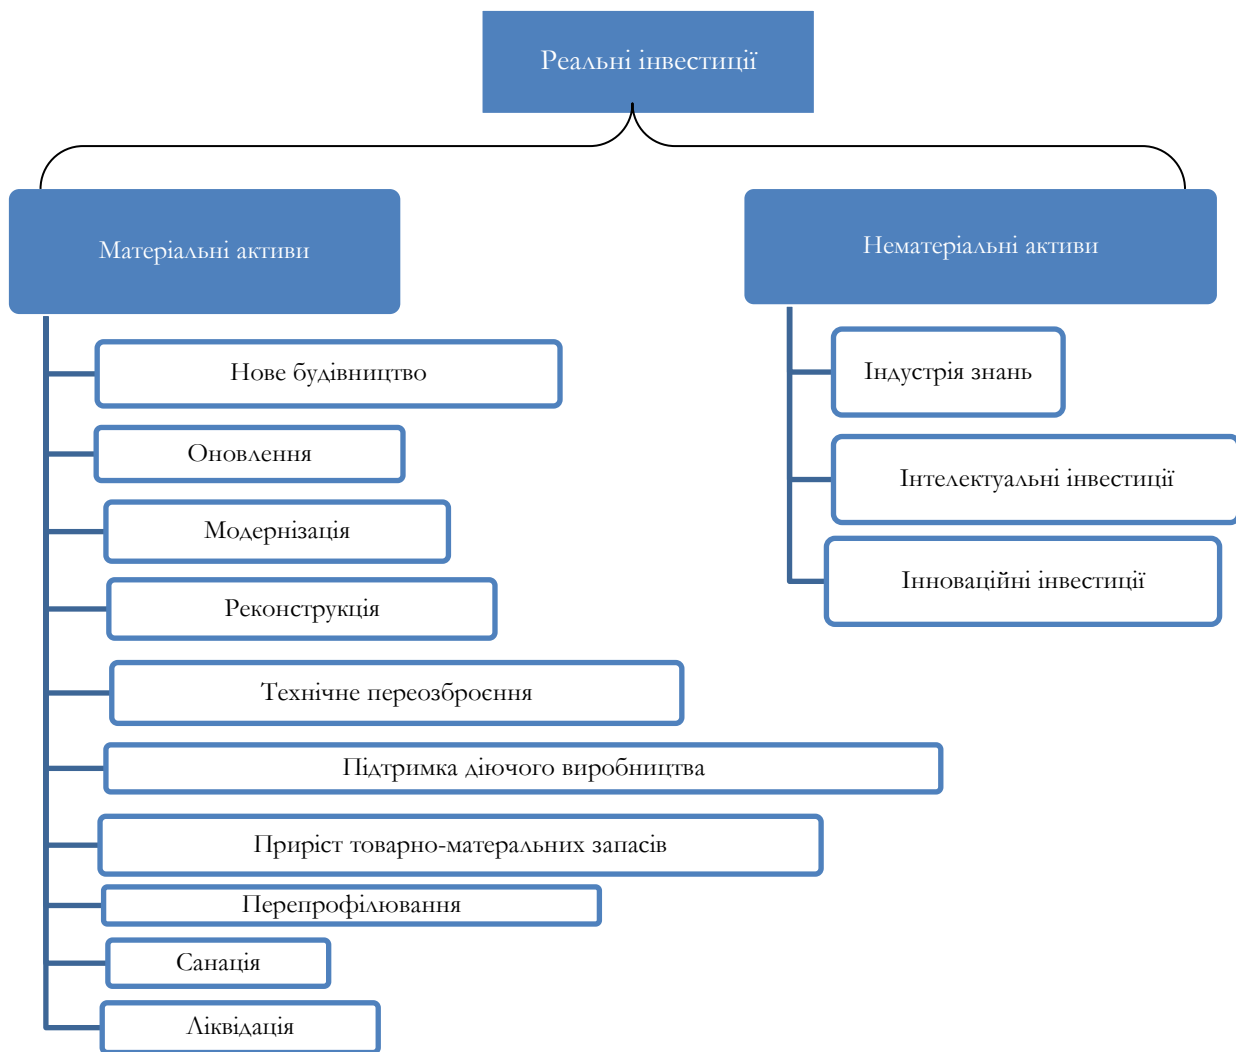 Реальні інвестиції
Матеріальні активи
Нематеріальні активи
Нове будівництво
Оновлення
Модернізація
Реконструкція
Технічне переозброєння
Підтримка діючого виробництва
Приріст товарно-матеральних запасів
Перепрофілювання
Санація
Ліквідація
Індустрія знань
Інтелектуальні інвестиції
Інноваційні інвестиції